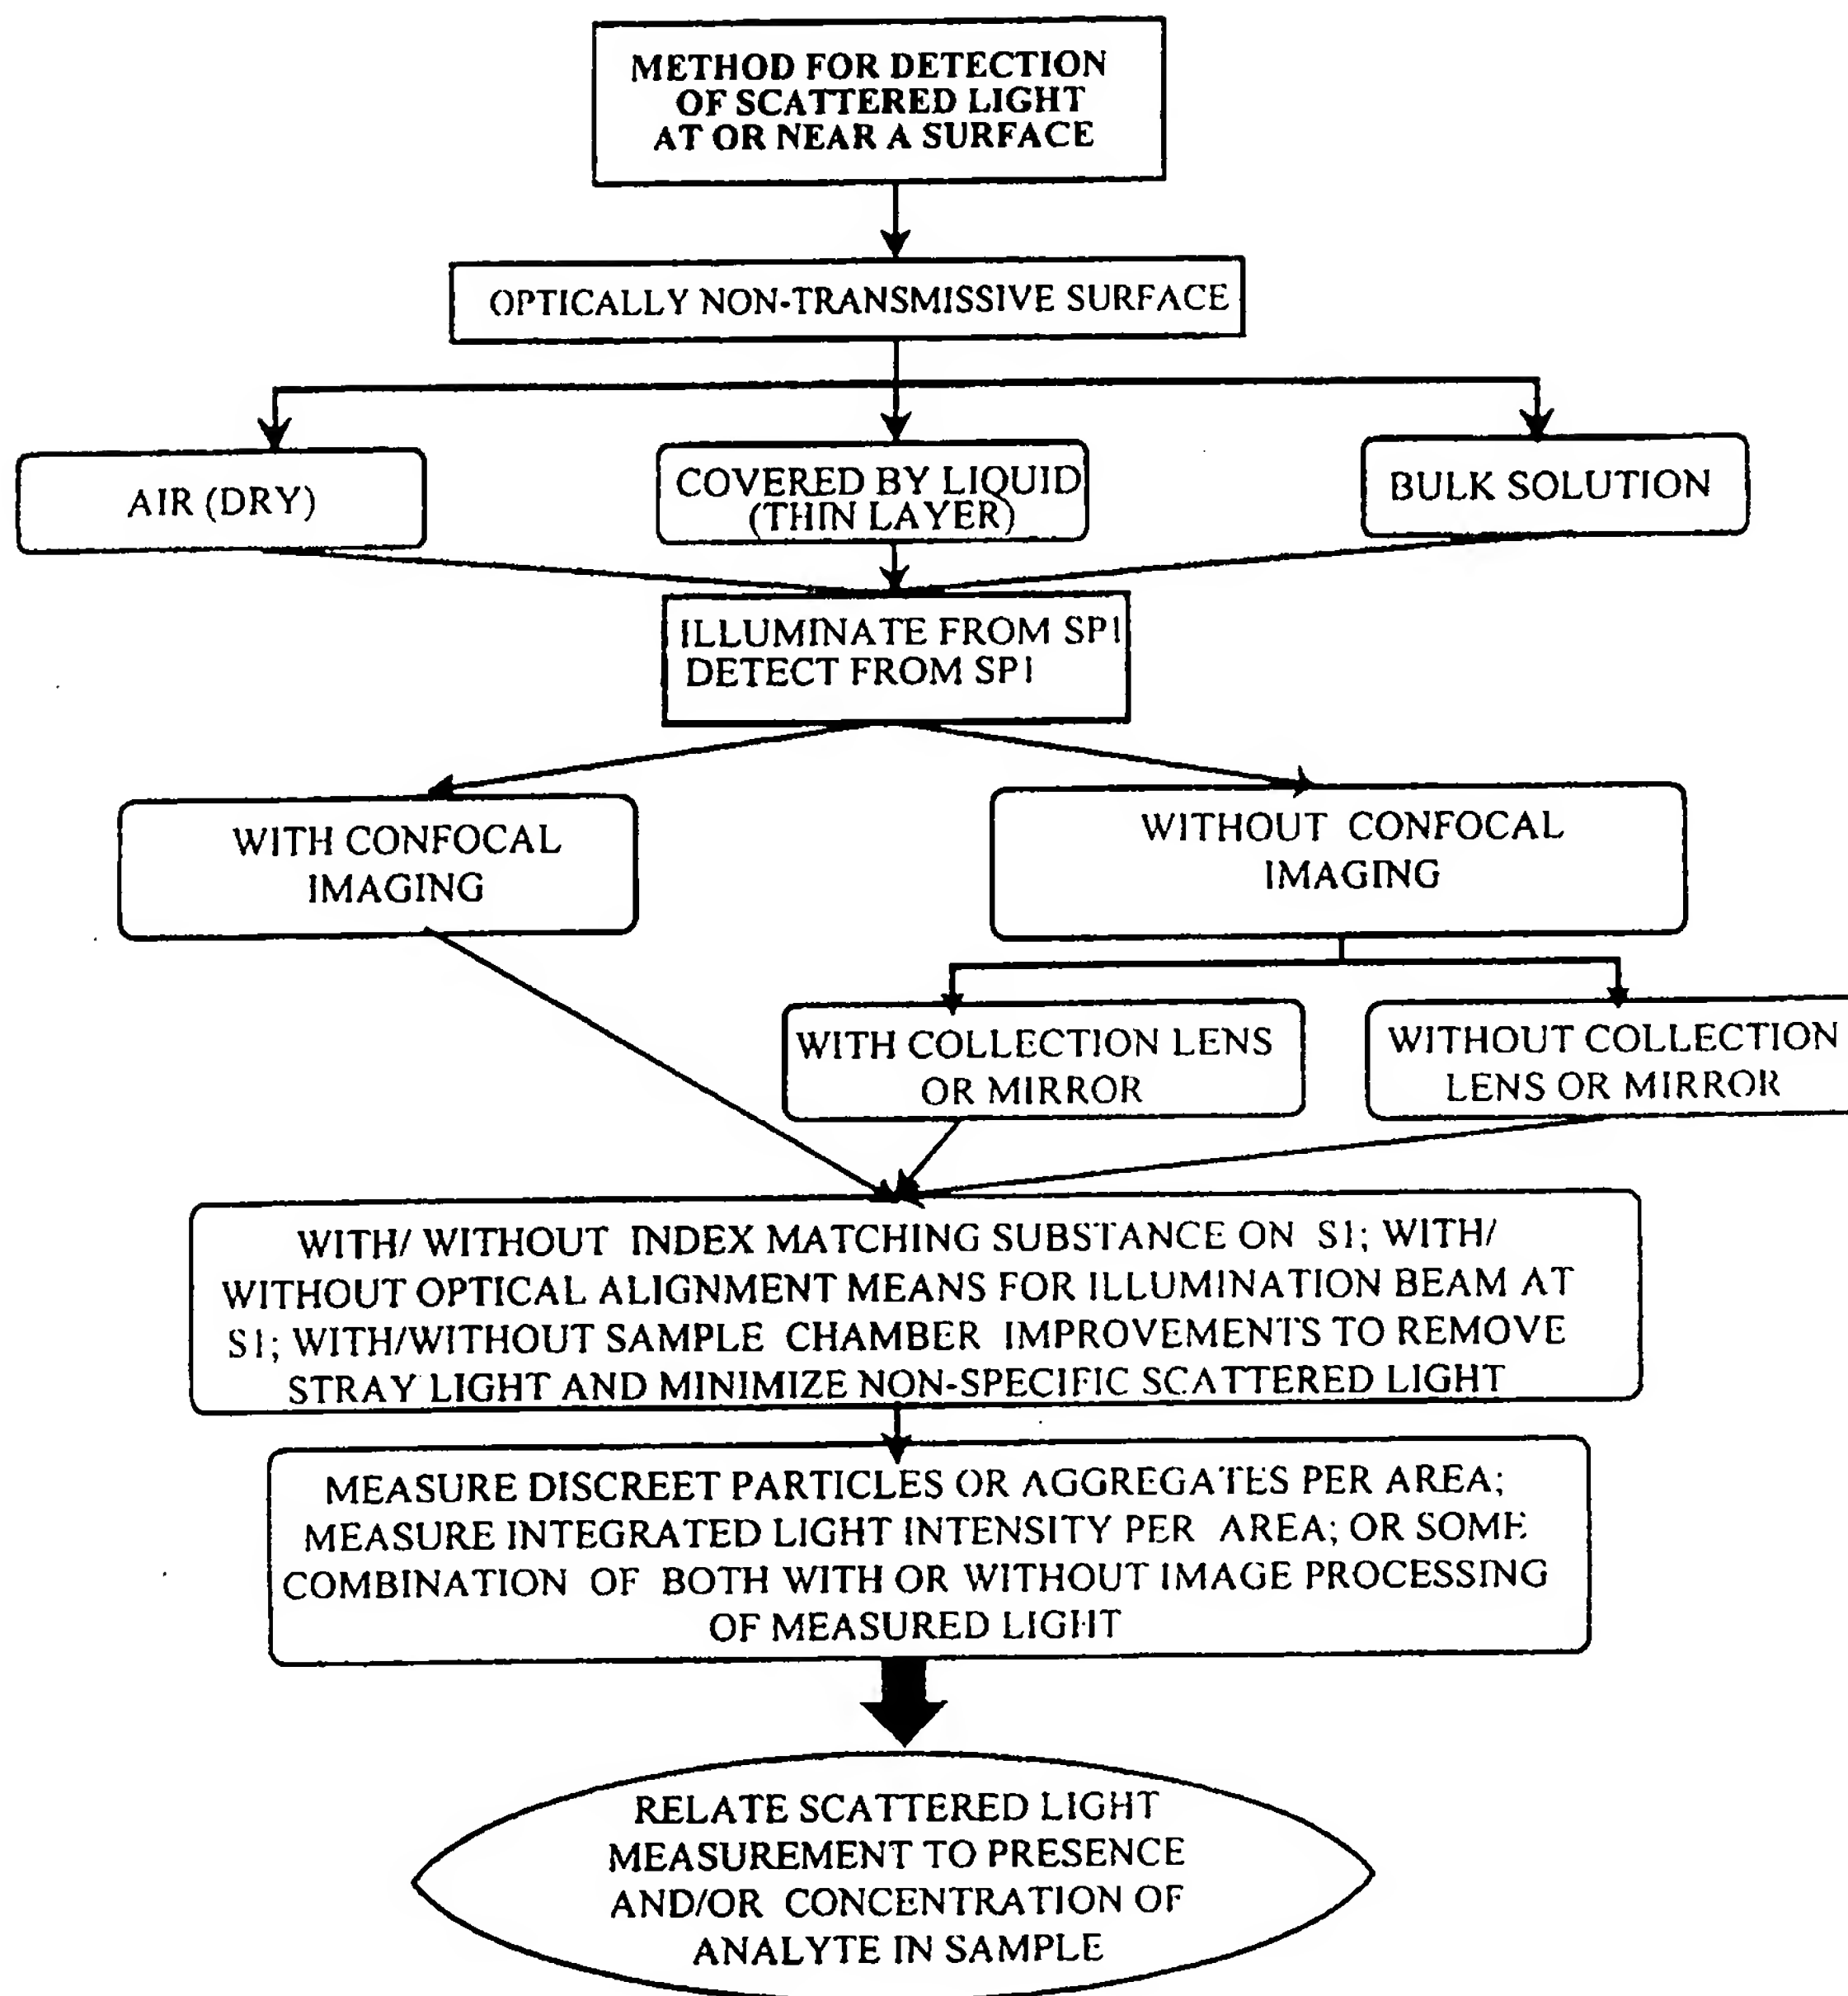 METHOD FOR DETECTION
OF SCATTERED LIGHT
AT OR NEAR A SURFACE
OPTICALLY NON-TRANSMISSIVE SURFACE
AIR (DRY)
COVERED BY LIQUID
(THIN LAYER)
BULK SOLUTION
ILLUMINATE FROM SP1
DETECT FROM SP1
WITH CONFOCAL
IMAGING
WITHOUT CONFOCAL
IMAGING
WITH COLLECTION LENS
OR MIRROR
WITHOUT COLLECTION
LENS OR MIRROR
WITH/ WITHOUT INDEX MATCHING SUBSTANCE ON S1; WITH/
WITHOUT OPTICAL ALIGNMENT MEANS FOR ILLUMINATION BEAM AT
S1; WITH/WITHOUT SAMPLE CHAMBER IMPROVEMENTS TO REMOVE
STRAY LIGHT AND MINIMIZE NON-SPECIFIC SCATTERED LIGHT
MEASURE DISCREET PARTICLES OR AGGREGATES PER AREA;
MEASURE INTEGRATED LIGHT INTENSITY PER AREA; OR SOME
COMBINATION OF BOTH WITH OR WITHOUT IMAGE PROCESSING
OF MEASURED LIGHT
RELATE SCATTERED LIGHT
MEASUREMENT TO PRESENCE
AND/OR CONCENTRATION OF
ANALYTE IN SAMPLE